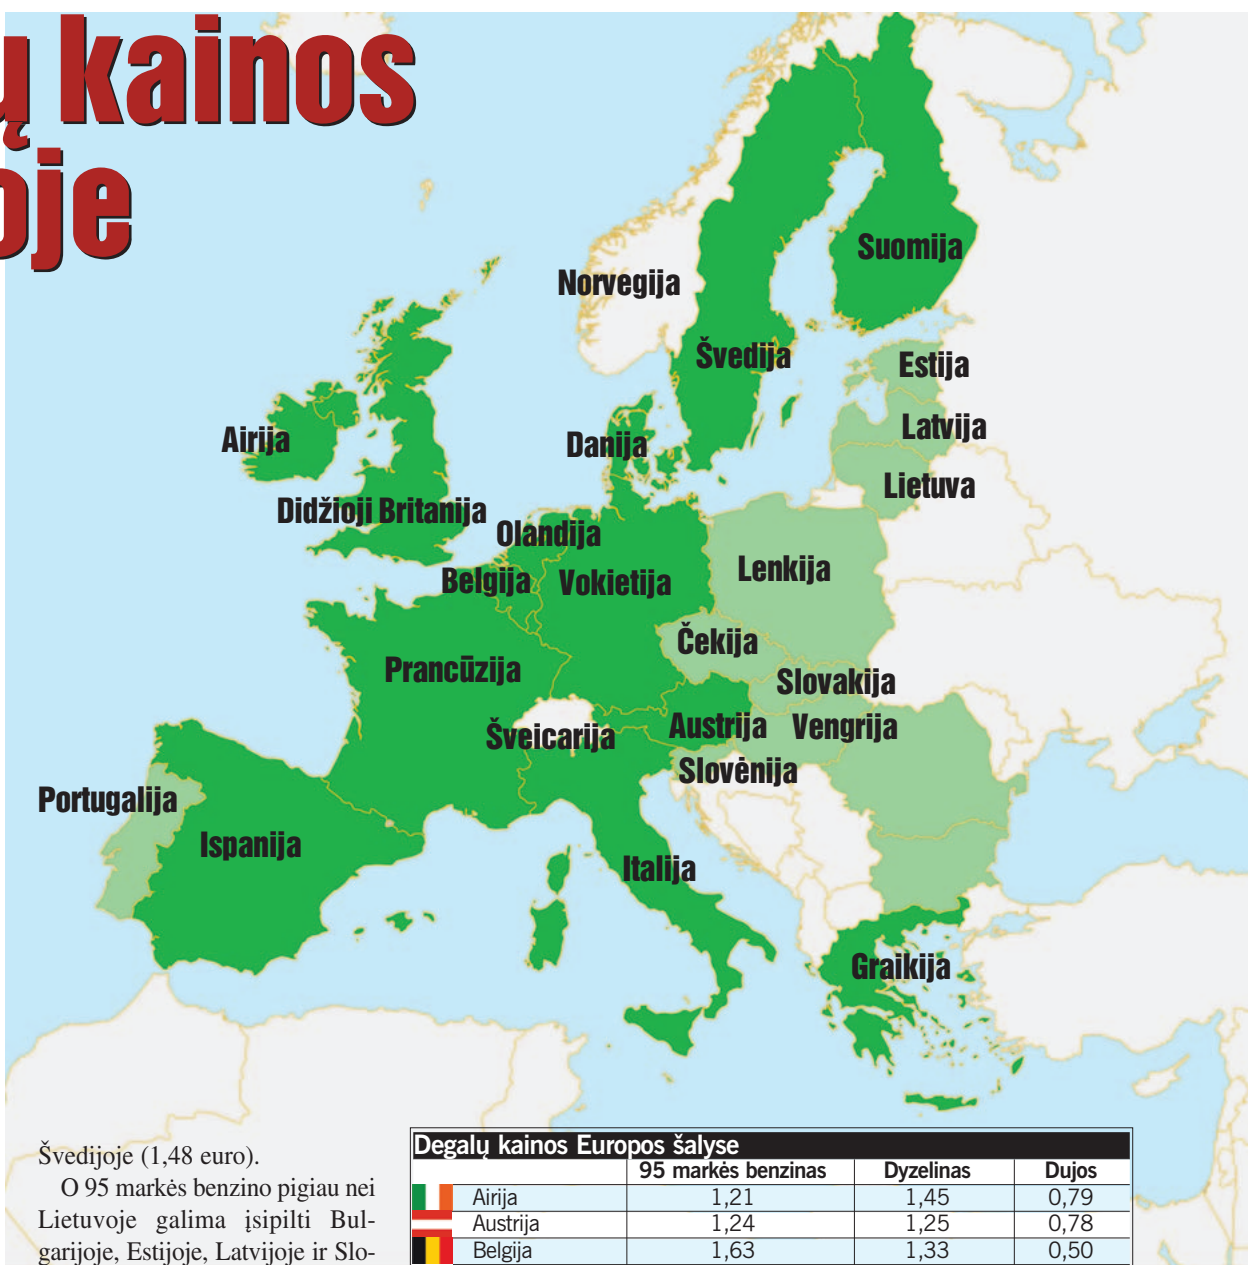 ų kainos
oje
Suomija
Norvegija
Švedija
Estija
Latvija
Airija
Danija
Lietuva
Didžioji Britanija
Olandija
Lenkija
Belgija
Vokietija
Čekija
Prancūzija
Slovakija
Šveicarija
Austrija
Vengrija
Slovėnija
Portugalija
Ispanija
Italija
Graikija
Švedijoje (1,48 euro).
O 95 markės benzino pigiau nei
Lietuvoje galima įsipilti Bul-
garijoje, Estijoje, Latvijoje ir Slo-
Degalų kainos Europos šalyse
95 markės benzinas Dyzelinas Dujos
Airija 1,21 1,45 0,79
Austrija 1,24 1,25 0,78
Belgija 1,63 1,33 0,50